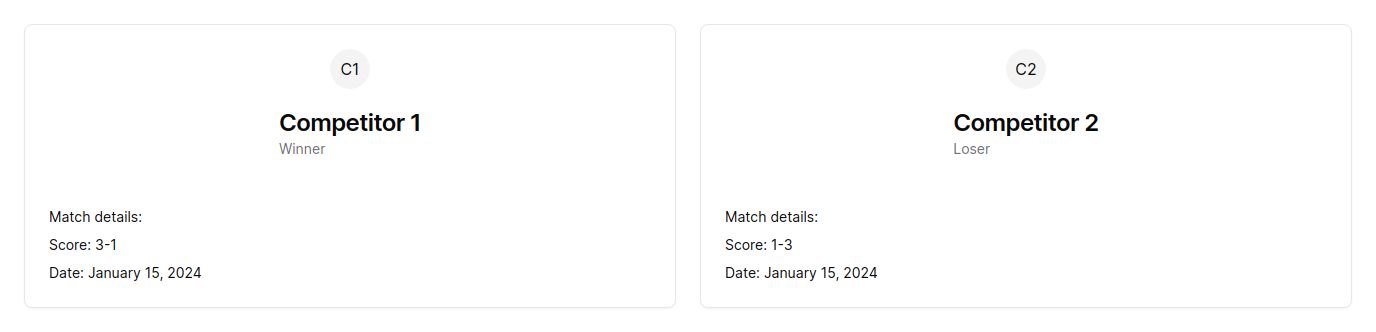 C1
Competitor 1
Winner
Match details:
Score: 3-1
Date: January 15, 2024
C2
Competitor 2
Loser
Match details:
Score: 1-3
Date: January 15, 2024